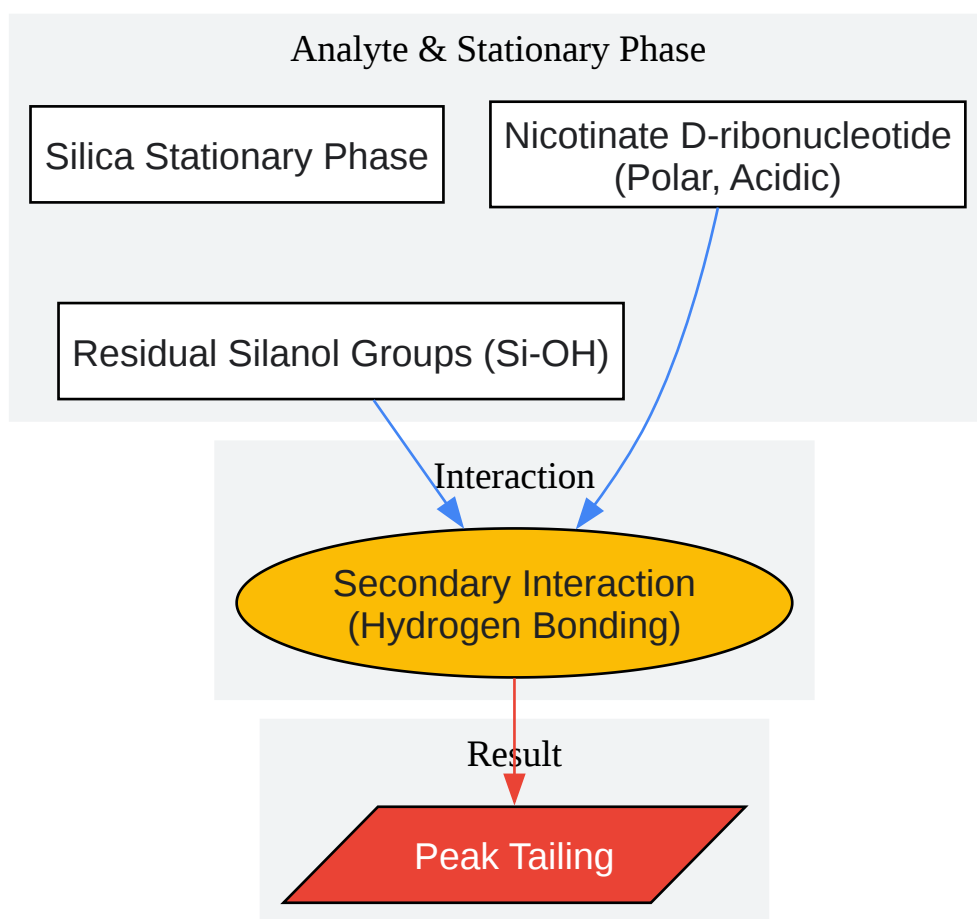 Analyte & Stationary Phase
Silica Stationary Phase
Nicotinate D-ribonucleotide
(Polar, Acidic)
Residual Silanol Groups (Si-OH)
Interaction
Secondary Interaction
(Hydrogen Bonding)
Result
Peak Tailing